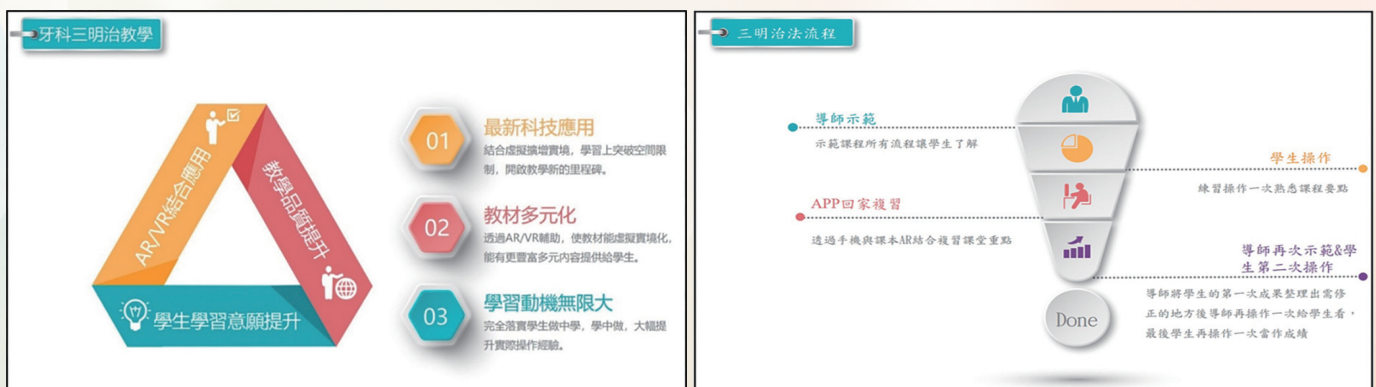 牙科三明治教學
AR/VR結合應用
教學品質提升
學生學習意願提升
01
最新科技應用
結合虛擬擴增實境，學習上突破空間限
制，開啟教學新的里程碑。
02
教材多元化
透過AR/VR輔助，使教材能虛擬實境化，
能有更豐富多元內容提供給學生。
03
學習動機無限大
完全落實學生做中學，學中做，大幅提
升實際操作經驗。
三明治法流程
導師示範
示範課程所有流程讓學生了解
學生操作
練習操作一次熟悉課程要點
APP回家複習
透過手機與課本AR結合複習課堂重點
導師再次示範&學
生第二次操作
導師將學生的第一次成果整理出需修
正的地方後導師再操作一次給學生看，
最後學生再操作一次當作成績
Done